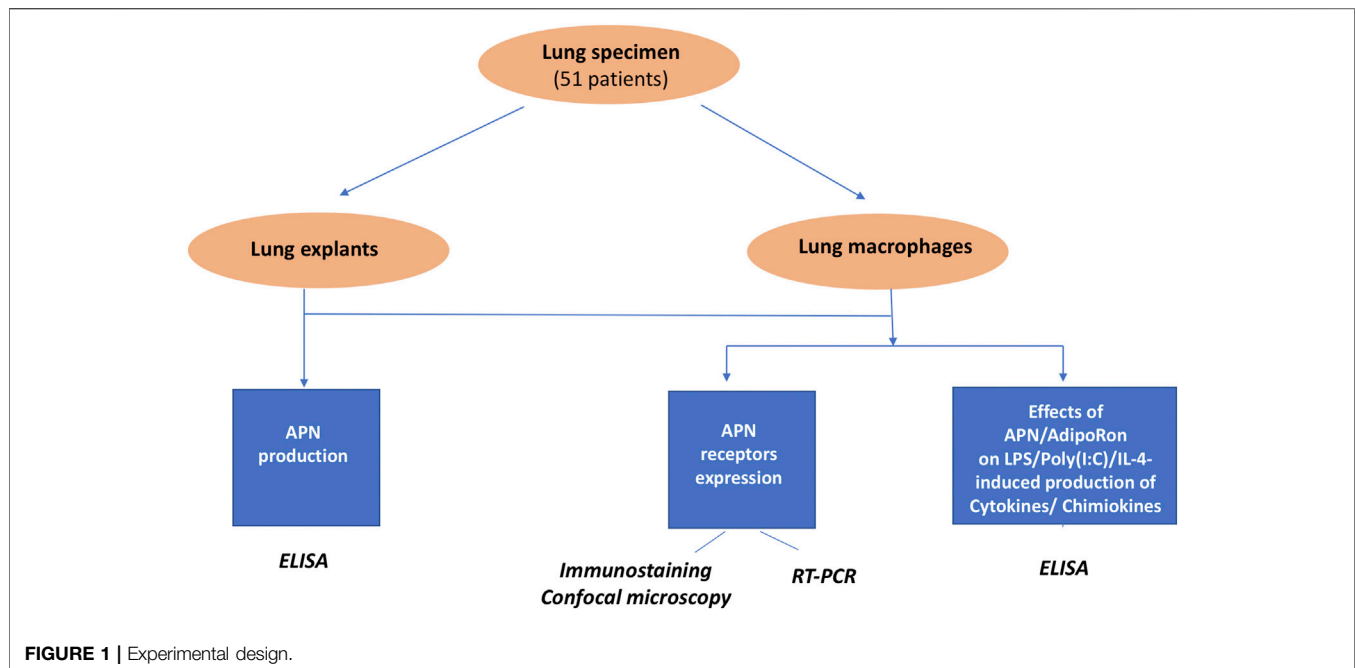 Lung specimen
(51 patients)
Lung explants
Lung macrophages
APN
production
APN
receptors
expression
Effects of
APN/AdipoRon
on LPS/Poly(I:C)/IL-4-
induced production of
Cytokines/ Chimiokines
ELISA
Immunostaining
Confocal microscopy
RT-PCR
ELISA
FIGURE 1 | Experimental design.